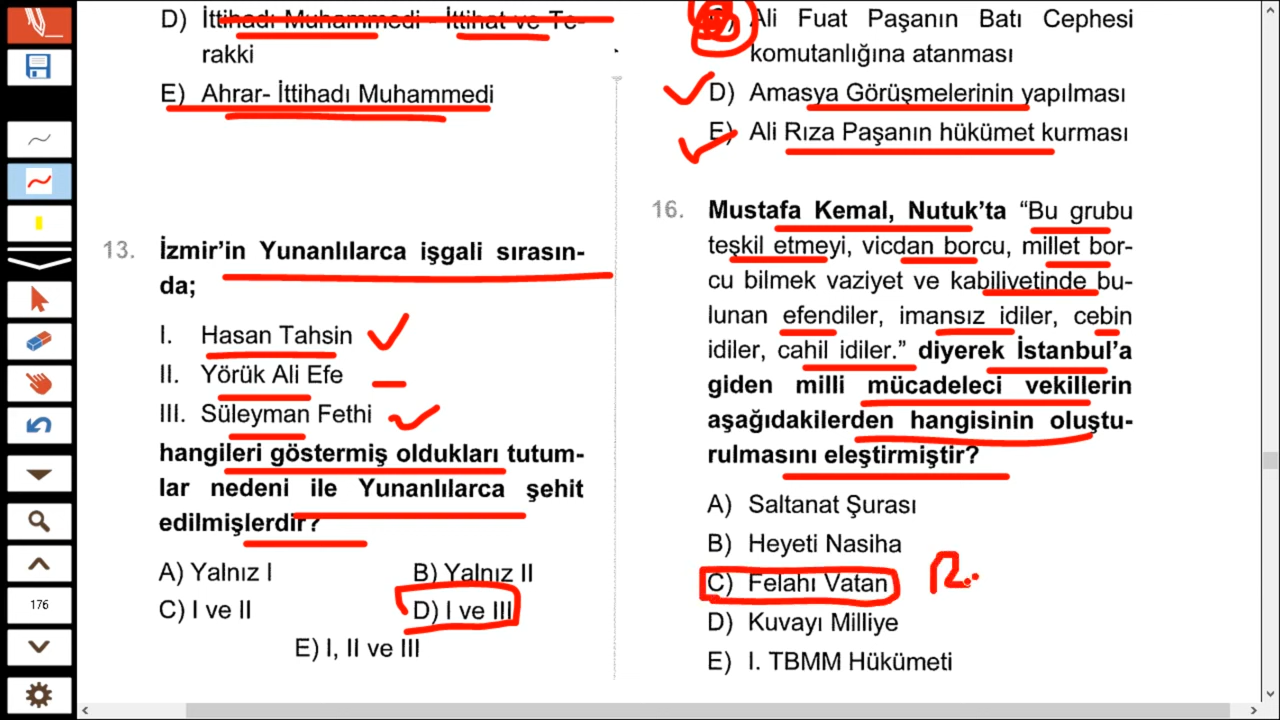 D) İttihadı Muhammedi - İttihat ve Te-
rakki
E) Ahrar- İttihadı Muhammedi
13. İzmir’in Yunanlılarca işgali sırasın-
da;
I. Hasan Tahsin
II. Yörük Ali Efe
III. Süleyman Fethi
hangileri göstermiş oldukları tutum-
lar nedeni ile Yunanlılarca şehit
edilmişlerdir?
A) Yalnız I B) Yalnız II
C) I ve II D) I ve III
E) I, II ve III
Ali Fuat Paşanın Batı Cephesi
komutanlığına atanması
D) Amasya Görüşmelerinin yapılması
E) Ali Rıza Paşanın hükümet kurması
16. Mustafa Kemal, Nutuk’ta “Bu grubu
teşkil etmeyi, vicdan borcu, millet bor-
cu bilmek vaziyet ve kabiliyetinde bu-
lunan efendiler, imansız idiler, cebin
idiler, cahil idiler.” diyerek İstanbul’a
giden milli mücadeleci vekillerin
aşağıdakilerden hangisinin oluştu-
rulmasını eleştirmiştir?
A) Saltanat Şurası
B) Heyeti Nasiha
C) Felahı Vatan
D) Kuvayı Milliye
E) I. TBMM Hükümeti
176